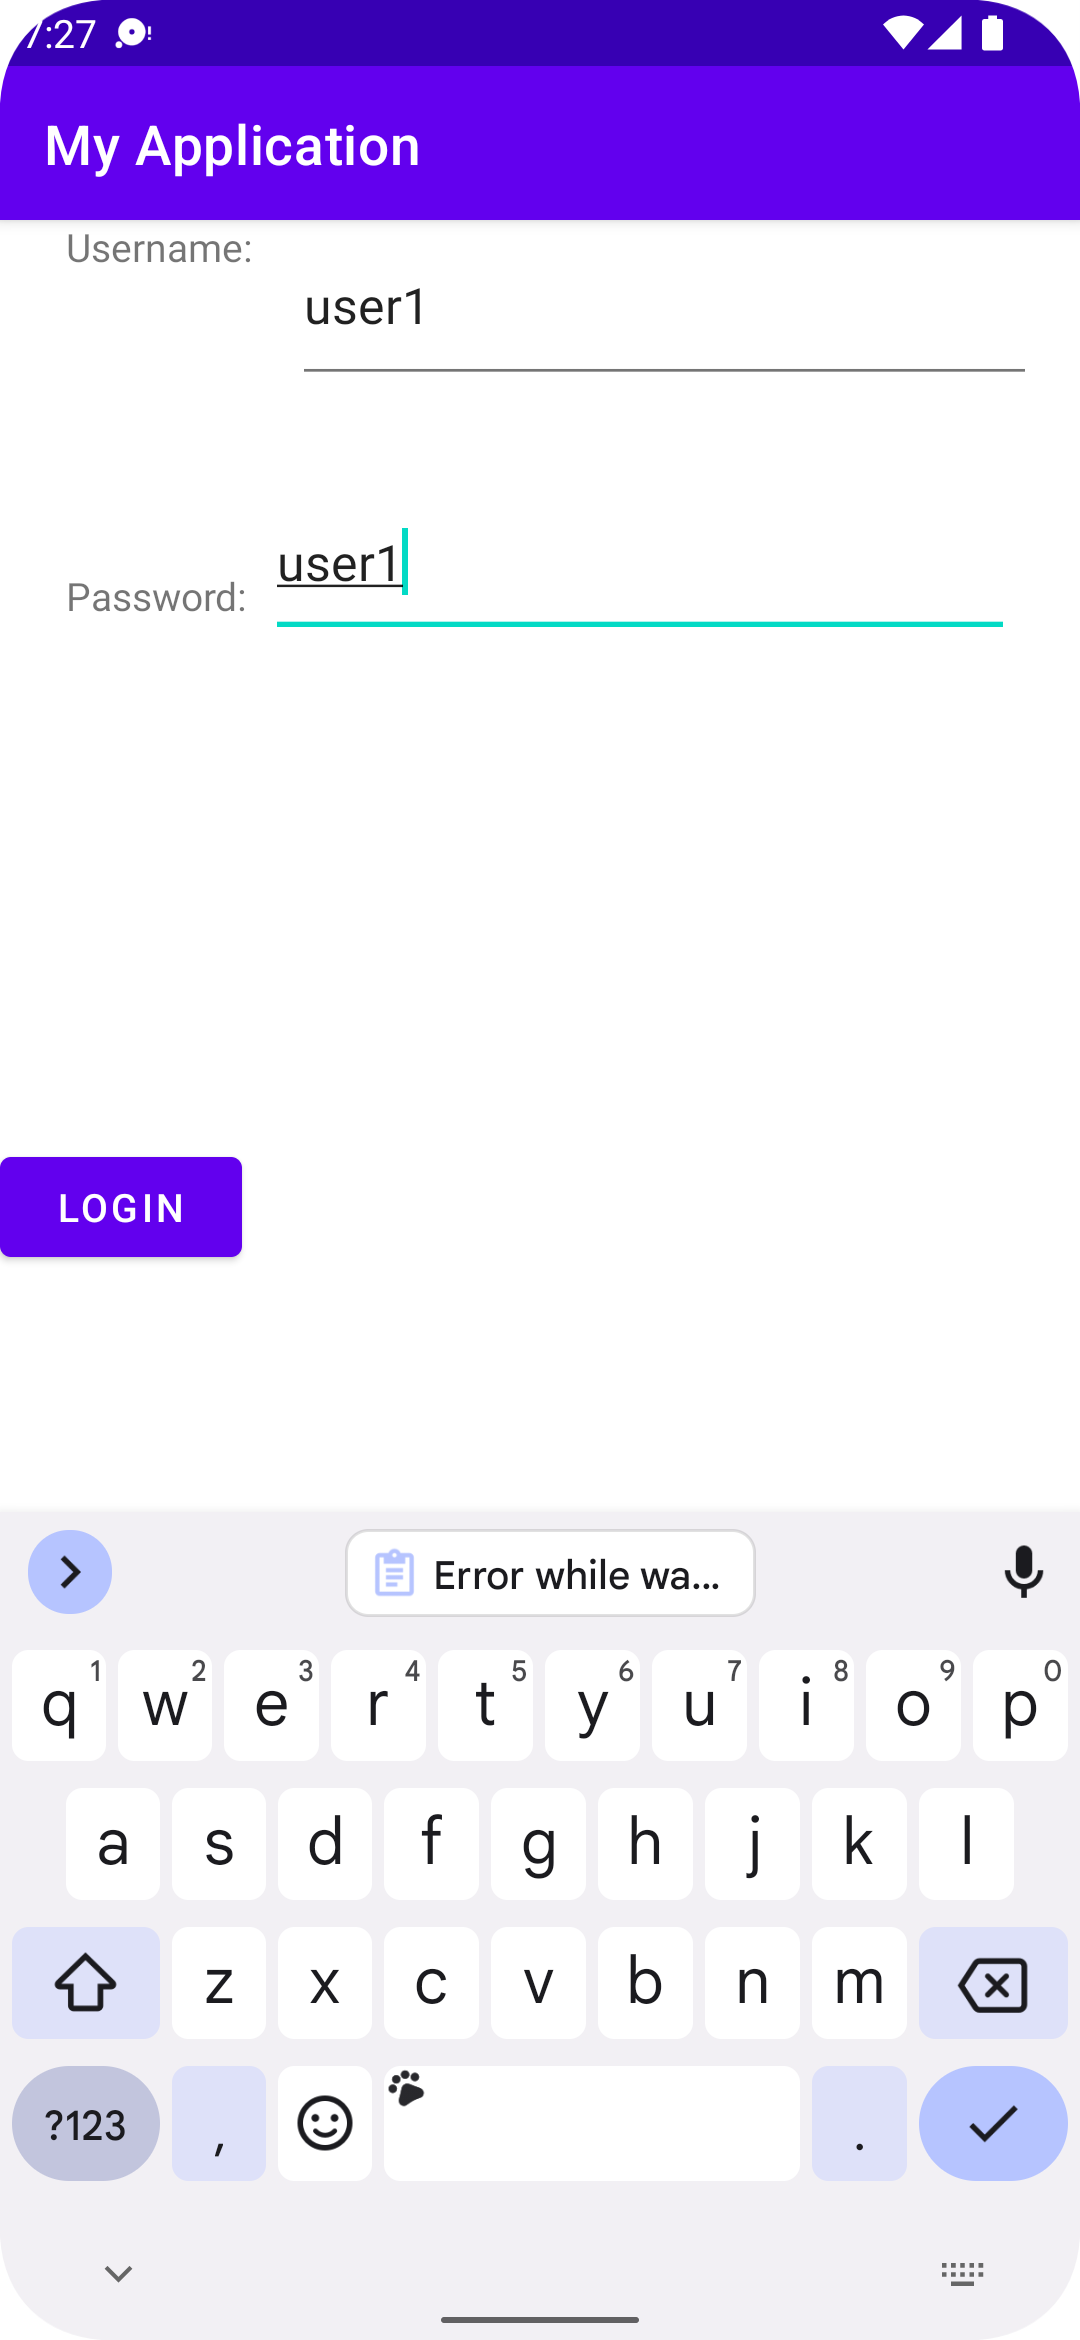 7:27
My Application
Username:
user1
user1
Password:
LOGIN
Error while wa...
q 1 w 2 e 3 r 4 t 5 y 6 u 7 i 8 o 9 p 0
a s d f g h j k l
z x c v b n m
?123 , .